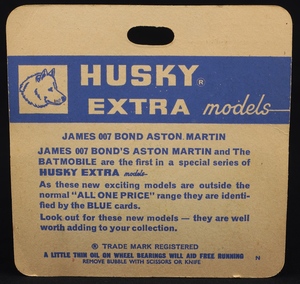 HUSKY®
EXTRA models
JAMES 007 BOND ASTON MARTIN
JAMES 007 BOND'S ASTON MARTIN and The
BATMOBILE are the first in a special series of
HUSKY EXTRA models
As these new exciting models are outside the
normal "ALL ONE PRICE" range they are identi-
fied by the BLUE cards.
Look out for these new models — they are well
worth adding to your collection.
® TRADE MARK REGISTERED
A LITTLE THIN OIL ON WHEEL BEARINGS WILL AID FREE RUNNING
REMOVE BUBBLE WITH SCISSORS OR KNIFE
N